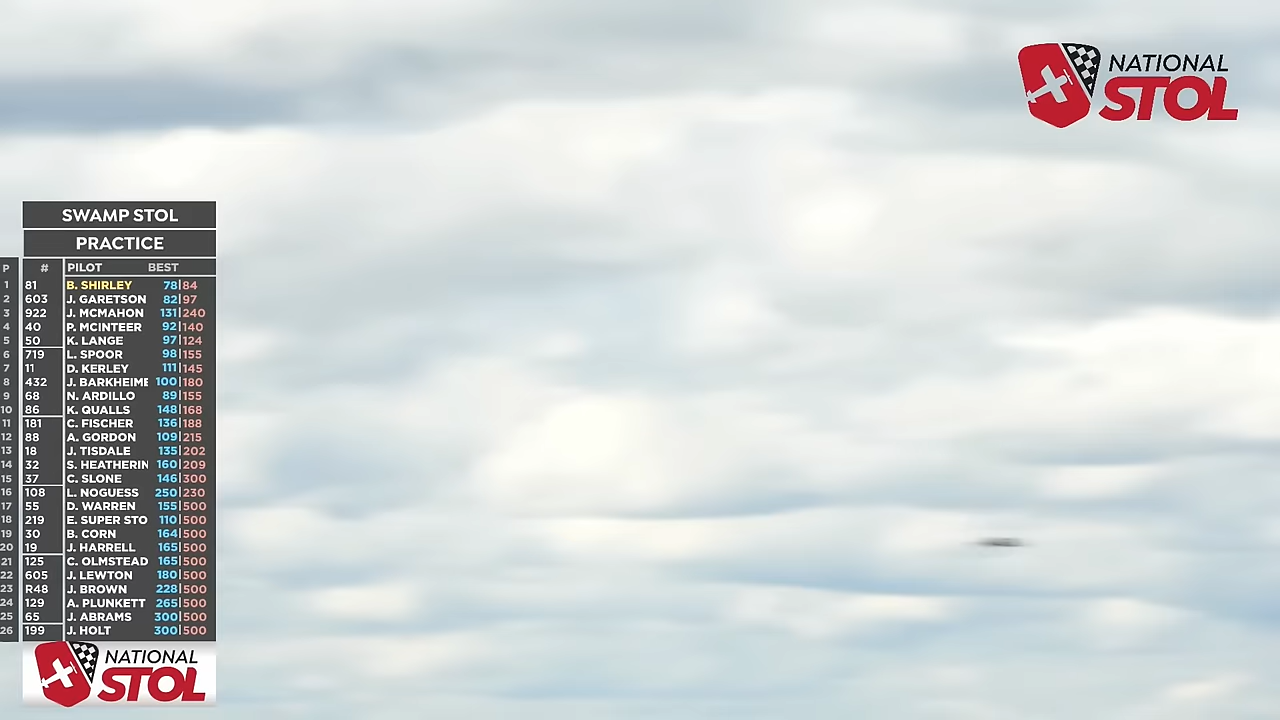 NATIONAL
STOL
SWAMP STOL
PRACTICE
P # PILOT BEST
1 81 B. SHIRLEY 78|84
2 603 J. GARETSON 82|97
3 922 J. MCMAHON 131|240
4 40 P. MCINTEER 92|140
5 50 K. LANGE 97|124
6 719 L. SPOOR 98|155
7 11 D. KERLEY 111|145
8 432 J. BARKHEIME 100|180
9 68 N. ARDILLO 89|155
10 86 K. QUALLS 148|168
11 181 C. FISCHER 136|188
12 88 A. GORDON 109|215
13 18 J. TISDALE 135|202
14 32 S. HEATHERIN 160|209
15 37 C. SLONE 146|300
16 108 L. NOGUESS 250|230
17 55 D. WARREN 155|500
18 219 E. SUPER STO 110|500
19 30 B. CORN 164|500
20 19 J. HARRELL 165|500
21 125 C. OLMSTEAD 165|500
22 605 J. LEWTON 180|500
23 R48 J. BROWN 228|500
24 129 A. PLUNKETT 265|500
25 65 J. ABRAMS 300|500
26 199 J. HOLT 300|500
NATIONAL
STOL